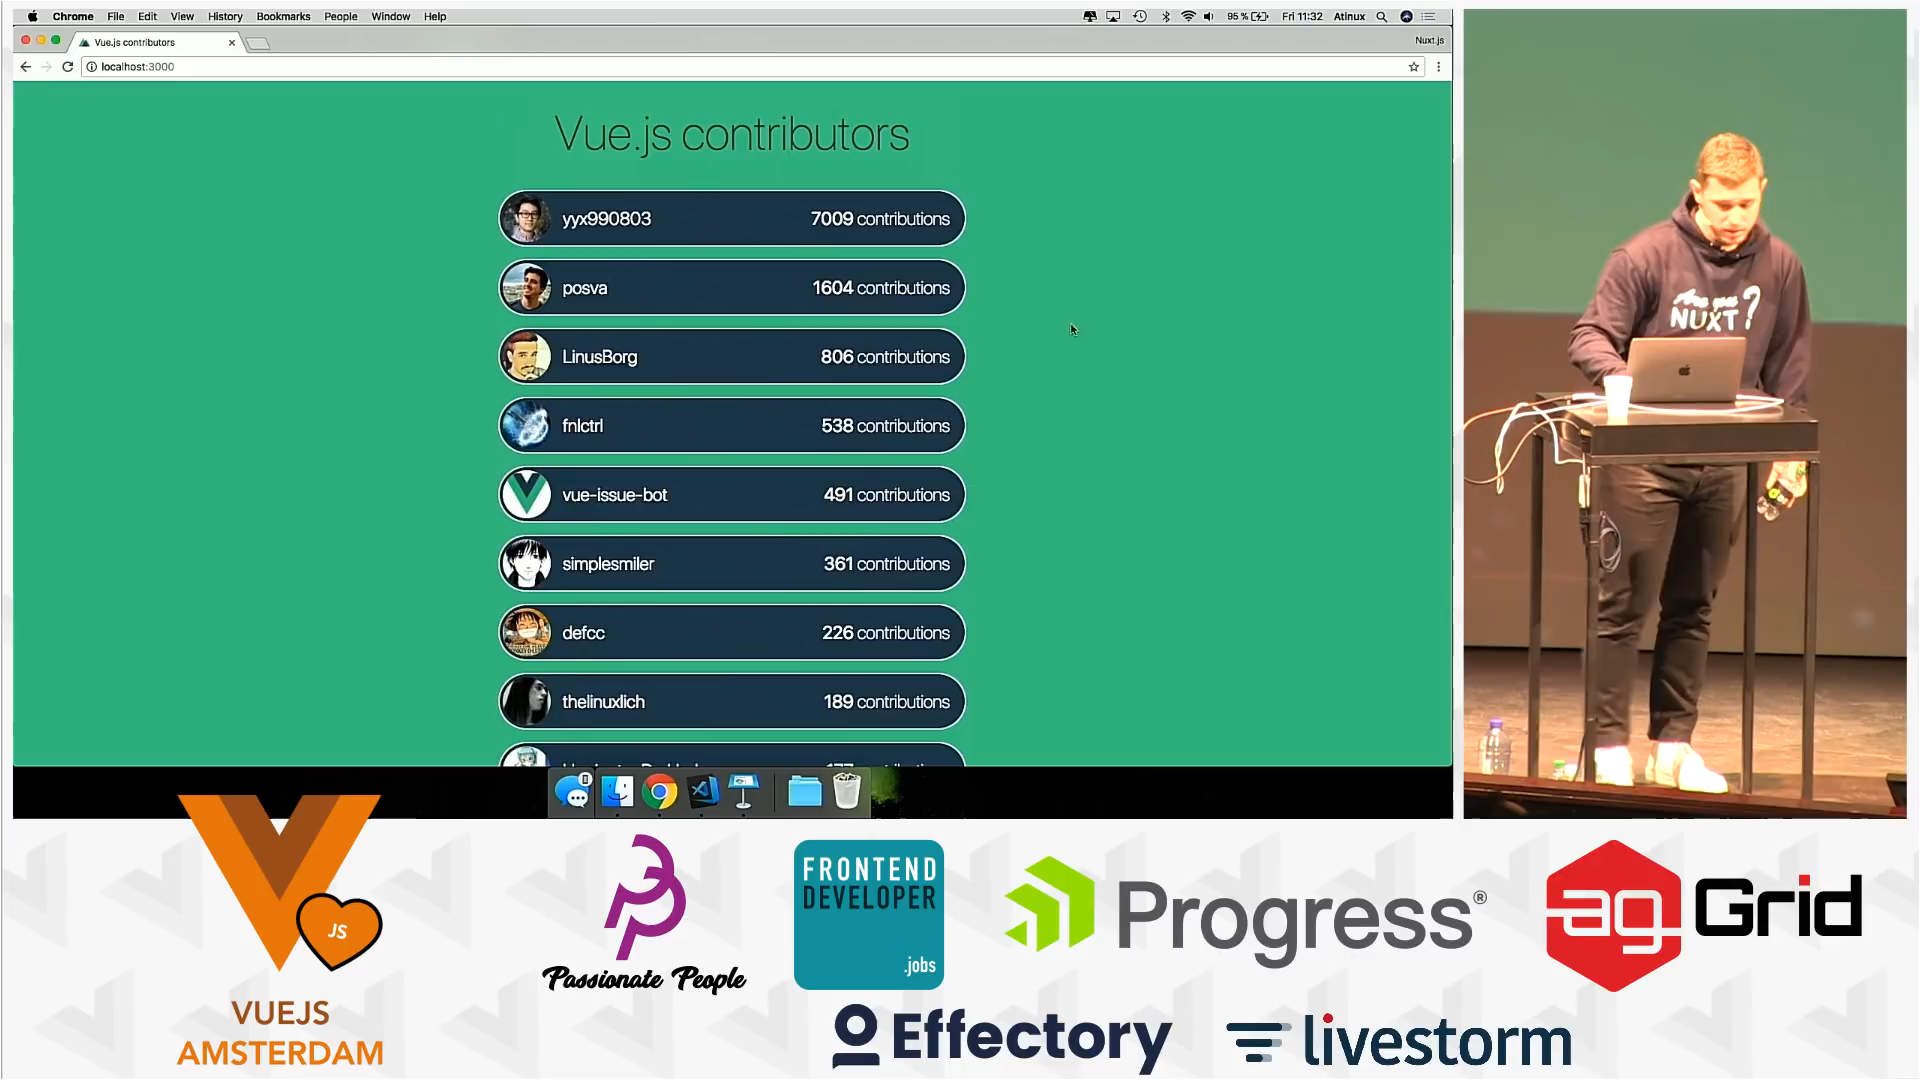 Chrome File Edit View History Bookmarks People Window Help
95 % Fri 11:32 Atinux
Vue.js contributors
Nuxt.js
localhost:3000
Vue.js contributors
yyx990803 7009 contributions
posva 1604 contributions
LinusBorg 806 contributions
fnlctrl 538 contributions
vue-issue-bot 491 contributions
simplesmiler 361 contributions
defcc 226 contributions
thelinuxlich 189 contributions
Are you
NUXT?
JS
VUEJS
AMSTERDAM
Passionate People
FRONTEND
DEVELOPER
.jobs
Progress®
ag Grid
Effectory
livestorm